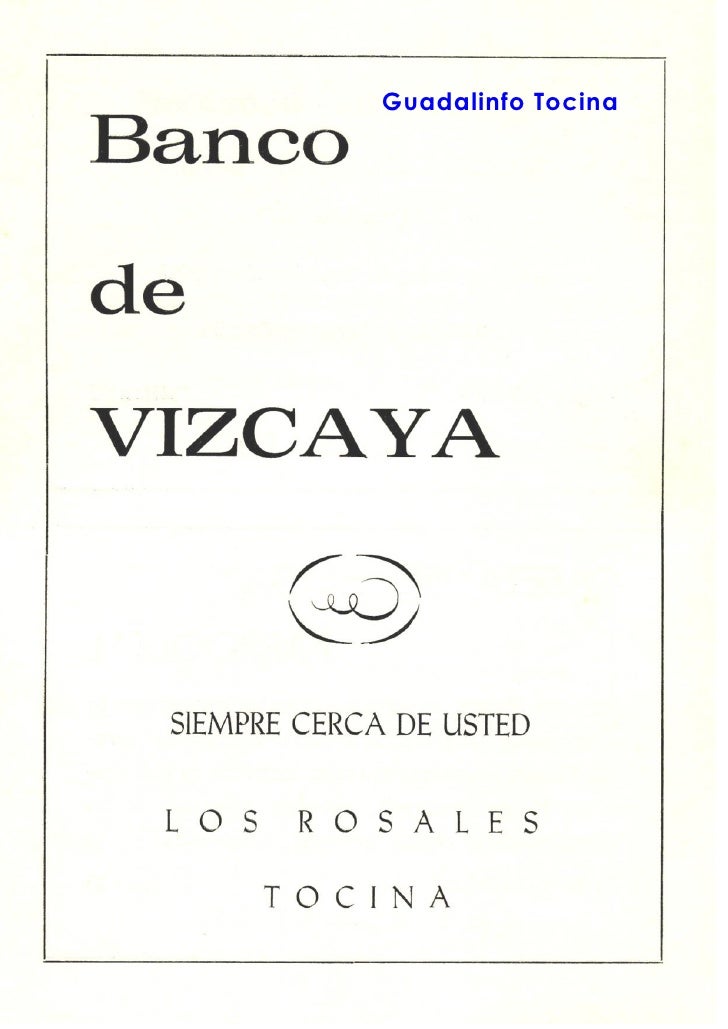 Guadalinfo Tocina
Banco
de
VIZCAYA
SIEMPRE CERCA DE USTED
LOS ROSALES
TOCINA